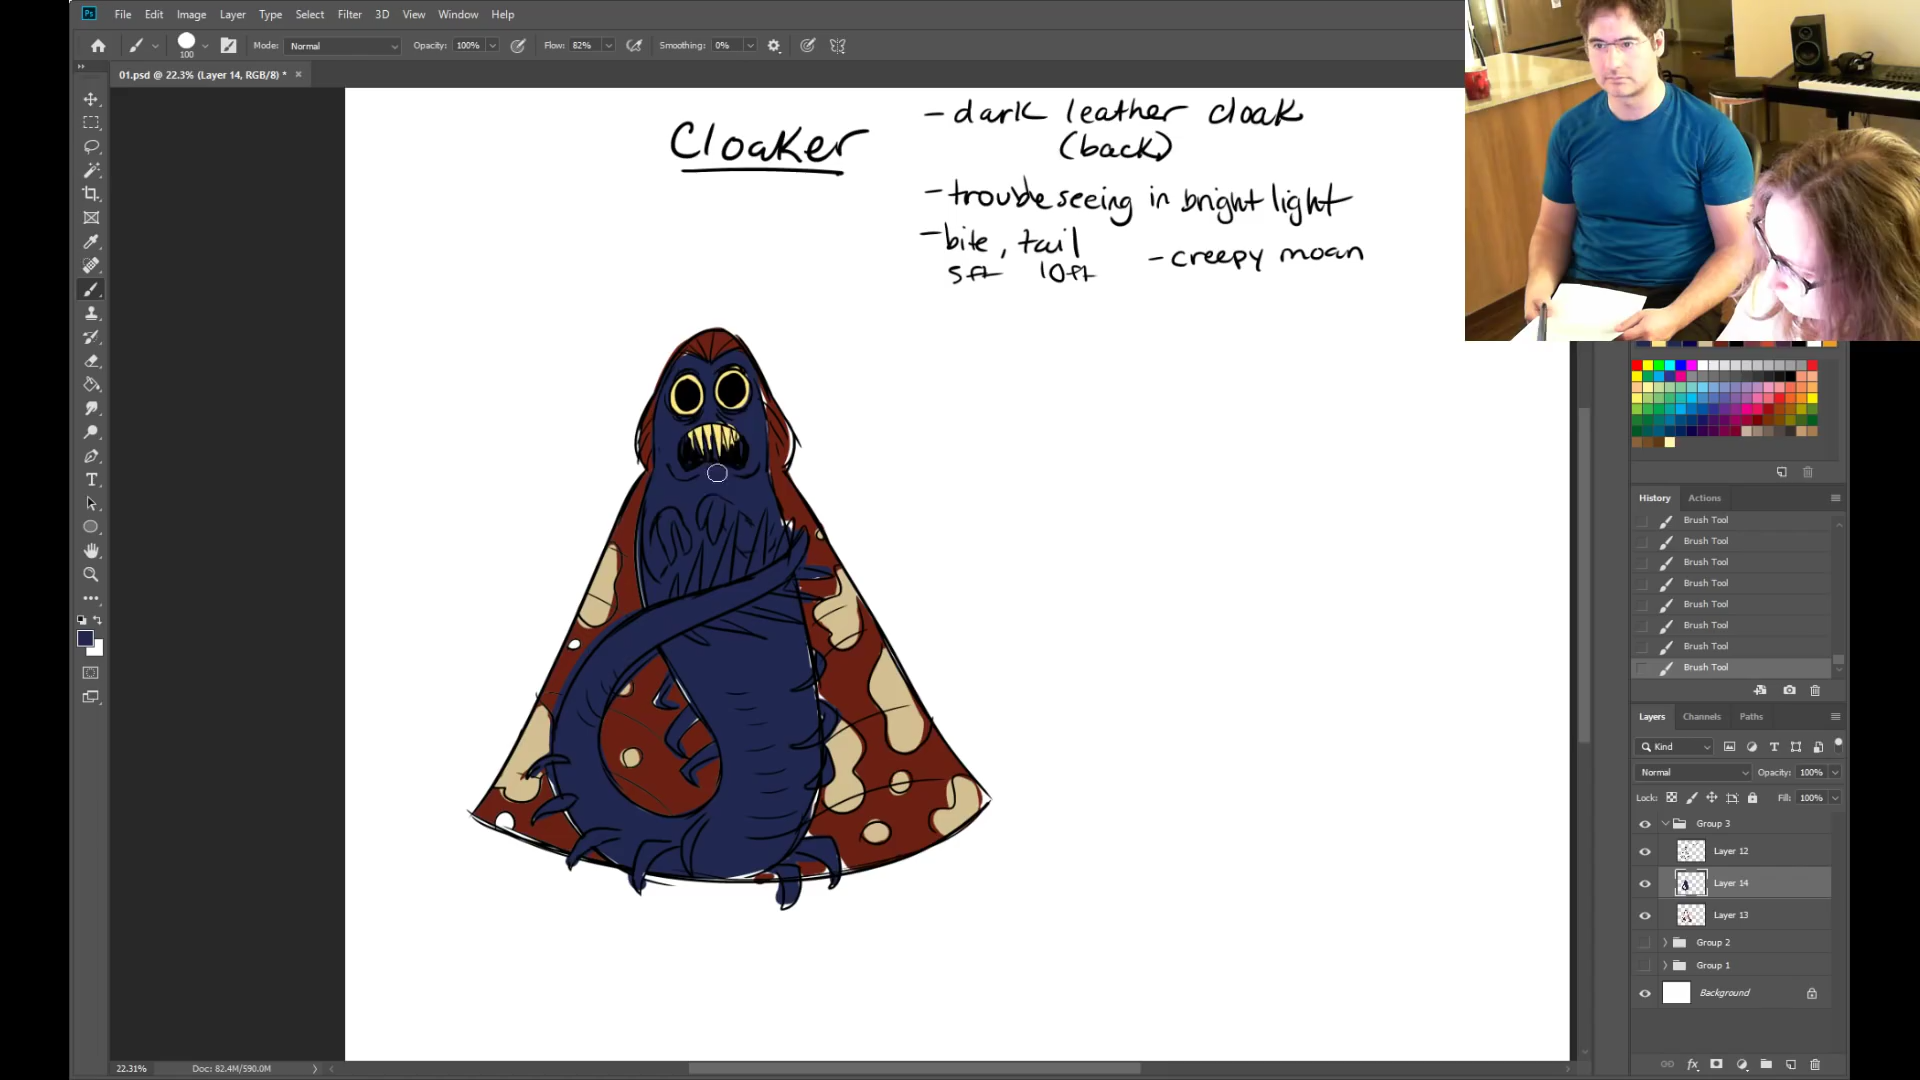 Ps File Edit Image Layer Type Select Filter 3D View Window Help
100 Mode: Normal Opacity: 100% Flow: 82% Smoothing: 0%
01.psd @ 22.3% (Layer 14, RGB/8) *
Cloaker
- dark leather cloak
(back)
- trouble seeing in bright light
- bite, tail
5ft 10ft
- creepy moan
History Actions
Brush Tool
Brush Tool
Brush Tool
Brush Tool
Brush Tool
Brush Tool
Brush Tool
Brush Tool
Layers Channels Paths
Kind
Normal Opacity: 100%
Lock: Fill: 100%
Group 3
Layer 12
Layer 14
Layer 13
Group 2
Group 1
Background
22.31% Doc: 82.4M/590.0M